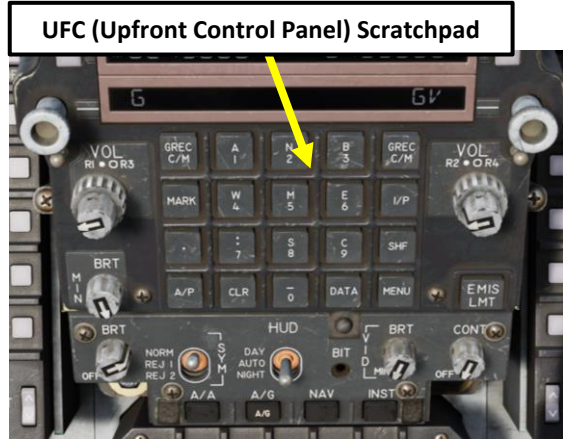 UFC (Upfront Control Panel) Scratchpad
G GV
GREC C/M A 1 N 2 B 3 GREC C/M
VOL R1 R3
VOL R2 R4
MARK W 4 M 5 E 6 I/P
. : 7 S 8 C 9 SHF
MIN BRT
A/P CLR – 0 DATA MENU
EMIS LMT
BRT OFF
NORM REJ 1 REJ 2 SYM
HUD DAY AUTO NIGHT
BIT
VID BRT MIN
CONT OFF
A/A A/G NAV INST
A/G